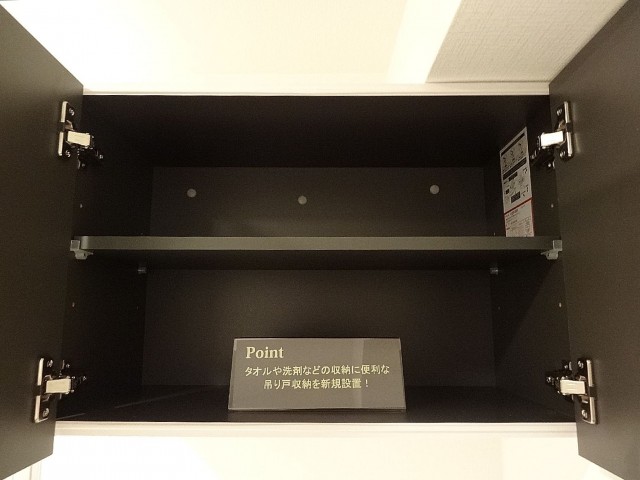 Point
タオルや洗剤などの収納に便利な
吊り戸収納を新規設置！